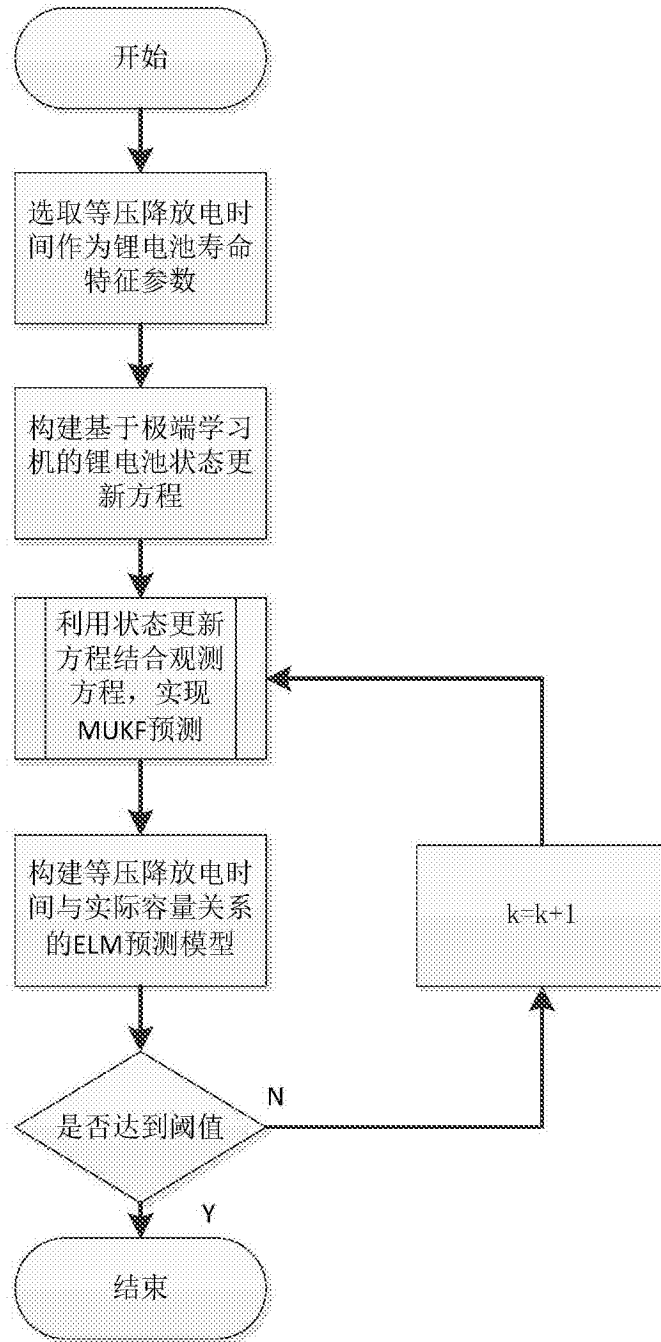 开始
选取等压降放电时
间作为锂电池寿命
特征参数
构建基于极端学习
机的锂电池状态更
新方程
利用状态更新
方程结合观测
方程，实现
MUKF预测
构建等压降放电时
间与实际容量关系
的ELM预测模型
k=k+1
是否达到阈值
N
Y
结束